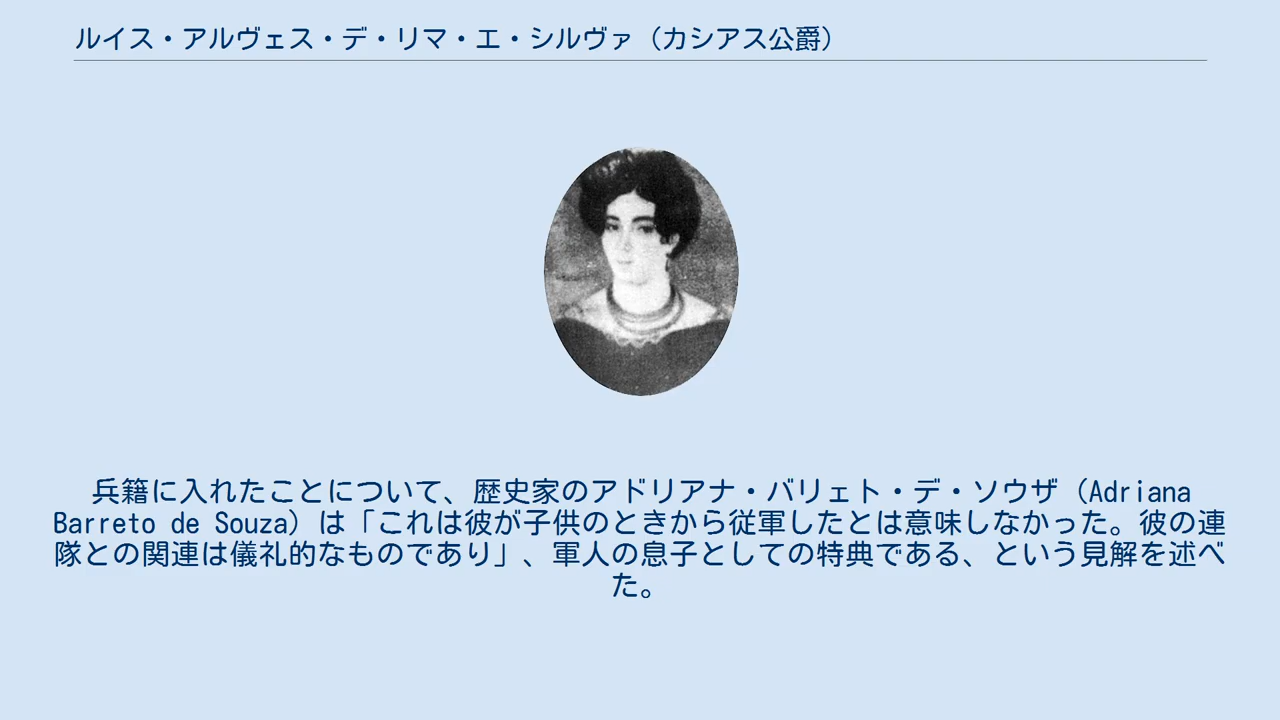 ルイス・アルヴェス・デ・リマ・エ・シルヴァ（カシアス公爵）
兵籍に入れたことについて、歴史家のアドリアナ・バリェト・デ・ソウザ（Adriana
Barreto de Souza）は「これは彼が子供のときから従軍したとは意味しなかった。彼の連
隊との関連は儀礼的なものであり」、軍人の息子としての特典である、という見解を述べ
た。